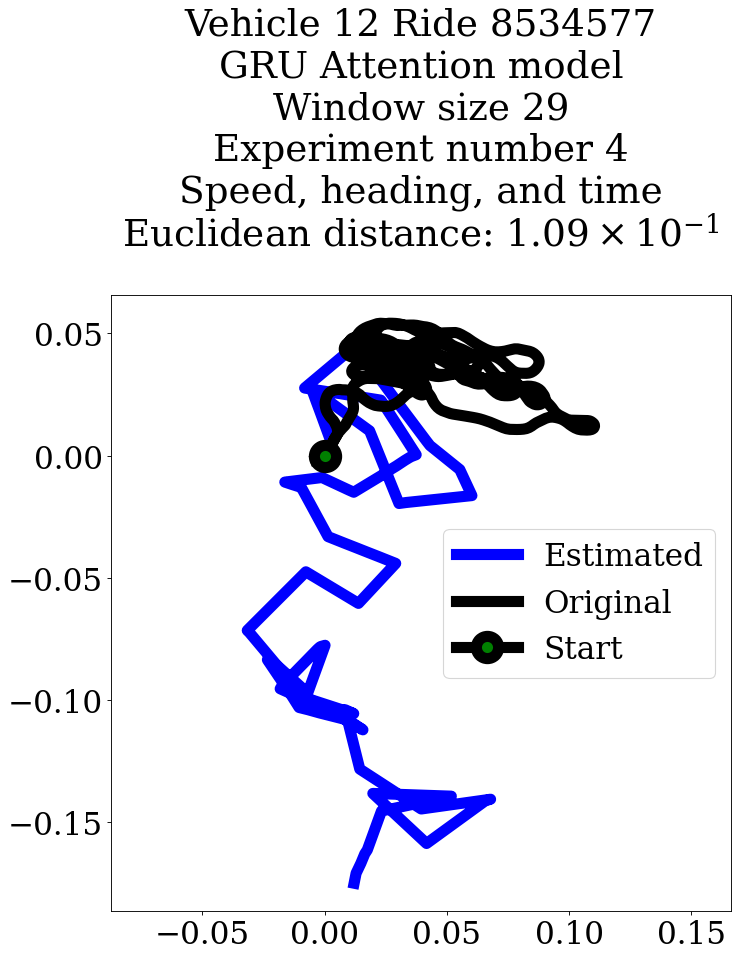 Vehicle 12 Ride 8534577
GRU Attention model
Window size 29
Experiment number 4
Speed, heading, and time
Euclidean distance: 1.09 × 10⁻¹
0.05
0.00
−0.05
−0.10
−0.15
Estimated
Original
Start
−0.05 0.00 0.05 0.10 0.15